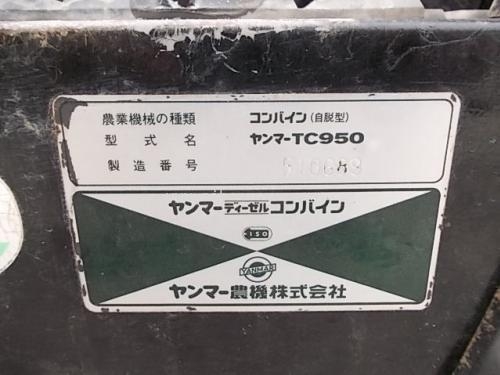 農業機械の種類 コンバイン(自脱型)
型式名 ヤンマーTC950
製造番号
ヤンマーディーゼルコンバイン
ISO
YANMAR
ヤンマー農機株式会社